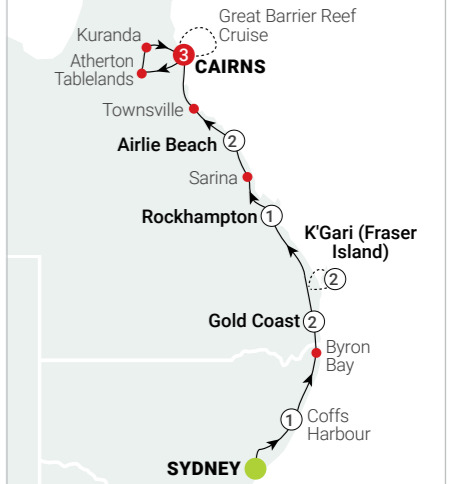 Great Barrier Reef
Cruise
Kuranda
3
CAIRNS
Atherton
Tablelands
Townsville
2
Airlie Beach
Sarina
Rockhampton
1
K'Gari (Fraser
Island)
2
Gold Coast
2
Byron
Bay
1
Coffs
Harbour
SYDNEY